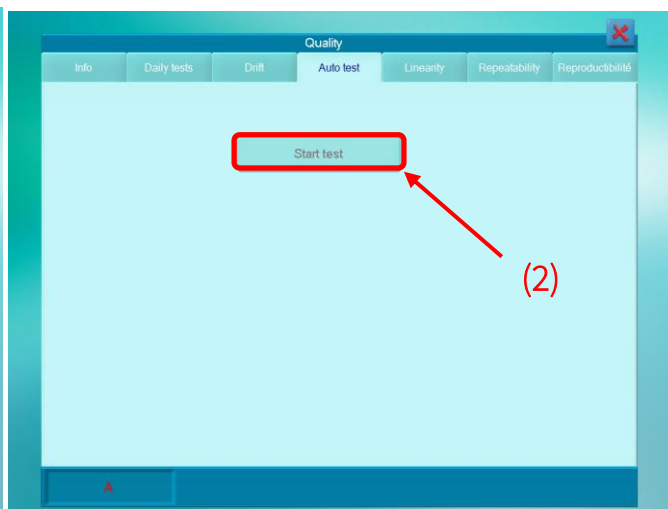 Quality
Info Daily tests Drift Auto test Linearity Repeatability Reproductibilité
Start test
(2)
A